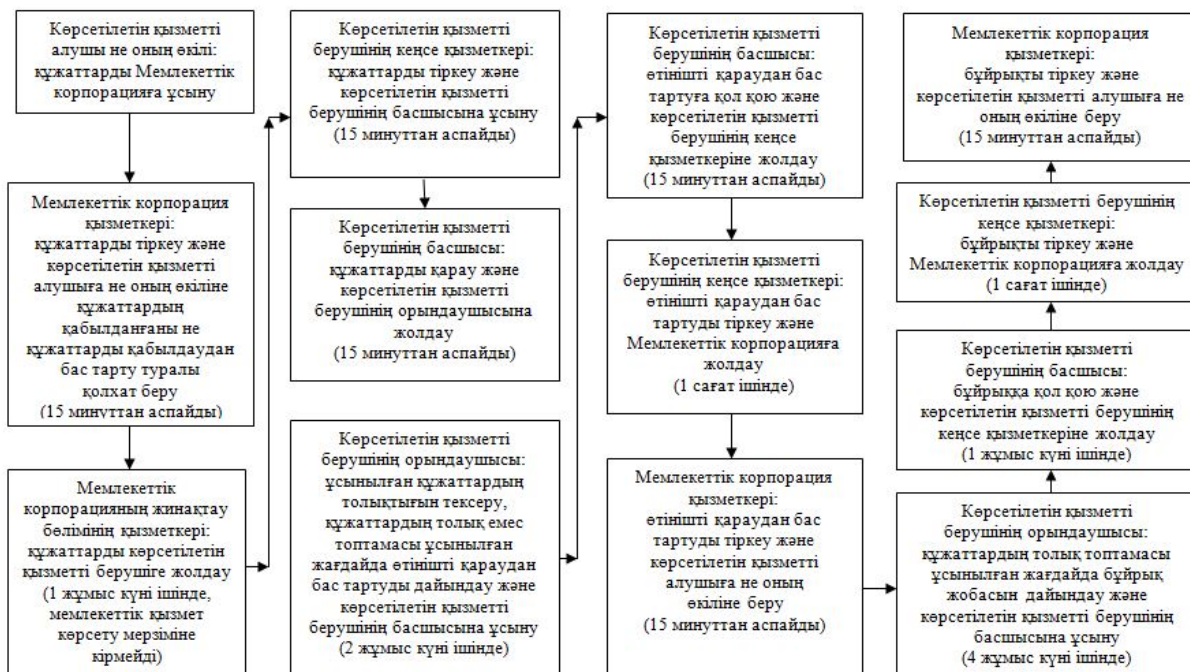 Көрсетілетін қызметті
алушы не оның өкілі:
құжаттарды Мемлекеттік
корпорацияға ұсыну
Мемлекеттік корпорация
қызметкері:
құжаттарды тіркеу және
көрсетілетін қызметті
алушыға не оның өкіліне
құжаттардың
қабылданғаны не
құжаттарды қабылдаудан
бас тарту туралы
қолхат беру
(15 минуттан аспайды)
Мемлекеттік
корпорацияның жинақтау
бөлімінің қызметкері:
құжаттарды көрсетілетін
қызметті берушіге жолдау
(1 жұмыс күні ішінде,
мемлекеттік қызмет
көрсету мерзіміне
кірмейді)
Көрсетілетін қызметті
берушінің кеңсе қызметкері:
құжаттарды тіркеу және
көрсетілетін қызметті
берушінің басшысына ұсыну
(15 минуттан аспайды)
Көрсетілетін қызметті
берушінің басшысы:
құжаттарды қарау және
көрсетілетін қызметті
берушінің орындаушысына
жолдау
(15 минуттан аспайды)
Көрсетілетін қызметті
берушінің орындаушысы:
ұсынылған құжаттардың
толықтығын тексеру,
құжаттардың толық емес
топтамасы ұсынылған
жағдайда өтінішті қараудан
бас тартуды дайындау және
көрсетілетін қызметті
берушінің басшысына ұсыну
(2 жұмыс күні ішінде)
Көрсетілетін қызметті
берушінің басшысы:
өтінішті қараудан бас
тартуға қол қою және
көрсетілетін қызметті
берушінің кеңсе
қызметкеріне жолдау
(15 минуттан аспайды)
Көрсетілетін қызметті
берушінің кеңсе қызметкері:
өтінішті қараудан бас
тартуды тіркеу және
Мемлекеттік корпорацияға
жолдау
(1 сағат ішінде)
Мемлекеттік корпорация
қызметкері:
өтінішті қараудан бас
тартуды тіркеу және
көрсетілетін қызметті
алушыға не оның
өкіліне беру
(15 минуттан аспайды)
Көрсетілетін қызметті
берушінің орындаушысы:
құжаттардың толық топтамасы
ұсынылған жағдайда бұйрық
жобасын дайындау және
көрсетілетін қызметті берушінің
басшысына ұсыну
(4 жұмыс күні ішінде)
Көрсетілетін қызметті
берушінің басшысы:
бұйрыққа қол қою және
көрсетілетін қызметті берушінің
кеңсе қызметкеріне жолдау
(1 жұмыс күні ішінде)
Көрсетілетін қызметті берушінің
кеңсе қызметкері:
бұйрықты тіркеу және
Мемлекеттік корпорацияға жолдау
(1 сағат ішінде)
Мемлекеттік корпорация
қызметкері:
бұйрықты тіркеу және
көрсетілетін қызметті алушыға не
оның өкіліне беру
(15 минуттан аспайды)